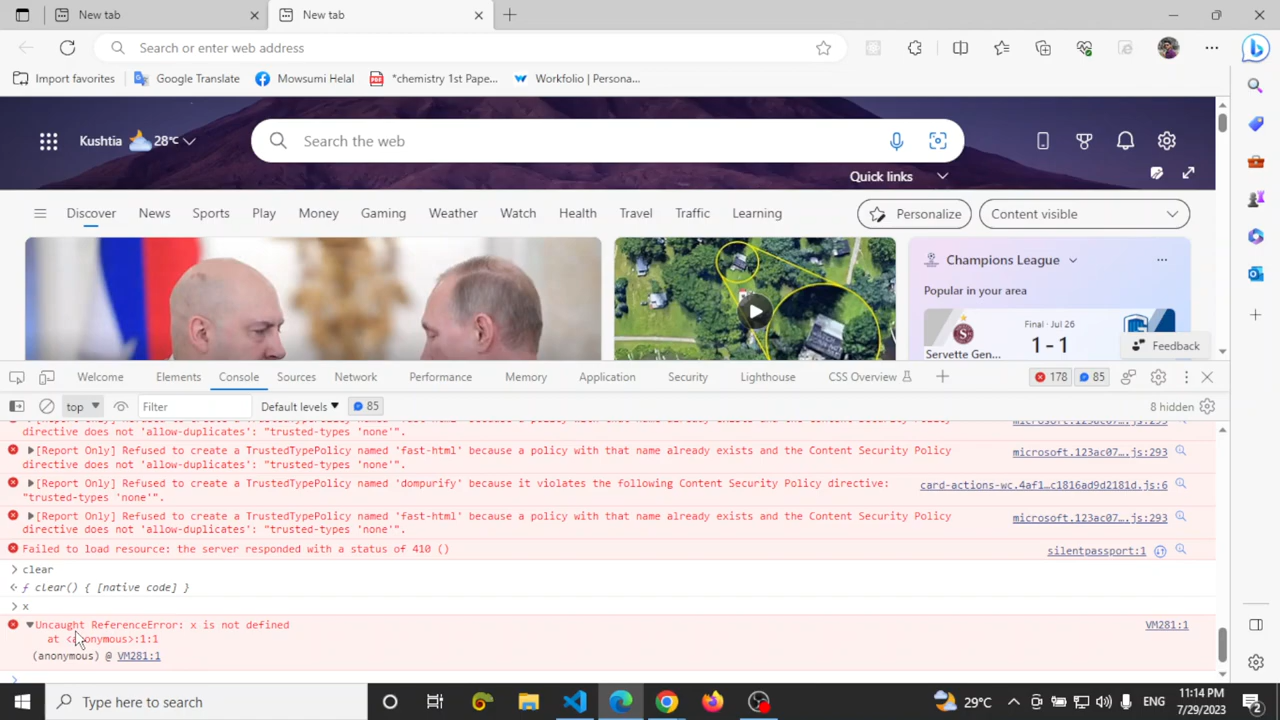 New tab
New tab
Search or enter web address
Import favorites
Google Translate
Mowsumi Helal
*chemistry 1st Pape...
Workfolio | Persona...
Kushtia
28°C
Search the web
Quick links
Discover
News
Sports
Play
Money
Gaming
Weather
Watch
Health
Travel
Traffic
Learning
Personalize
Content visible
Champions League
Popular in your area
Final · Jul 26
1 - 1
Servette Gen...
Feedback
Welcome
Elements
Console
Sources
Network
Performance
Memory
Application
Security
Lighthouse
CSS Overview
178
85
top
Filter
Default levels
85
8 hidden
directive does not 'allow-duplicates': "trusted-types 'none'".
[Report Only] Refused to create a TrustedTypePolicy named 'fast-html' because a policy with that name already exists and the Content Security Policy microsoft.123ac07….js:293
directive does not 'allow-duplicates': "trusted-types 'none'".
[Report Only] Refused to create a TrustedTypePolicy named 'dompurify' because it violates the following Content Security Policy directive: card-actions-wc.4af1…c1816ad9d2181d.js:6
"trusted-types 'none'".
[Report Only] Refused to create a TrustedTypePolicy named 'fast-html' because a policy with that name already exists and the Content Security Policy microsoft.123ac07….js:293
directive does not 'allow-duplicates': "trusted-types 'none'".
Failed to load resource: the server responded with a status of 410 () silentpassport:1
clear
ƒ clear() { [native code] }
x
Uncaught ReferenceError: x is not defined VM281:1
at <anonymous>:1:1
(anonymous) @ VM281:1
Type here to search
29°C
ENG
11:14 PM
7/29/2023
2